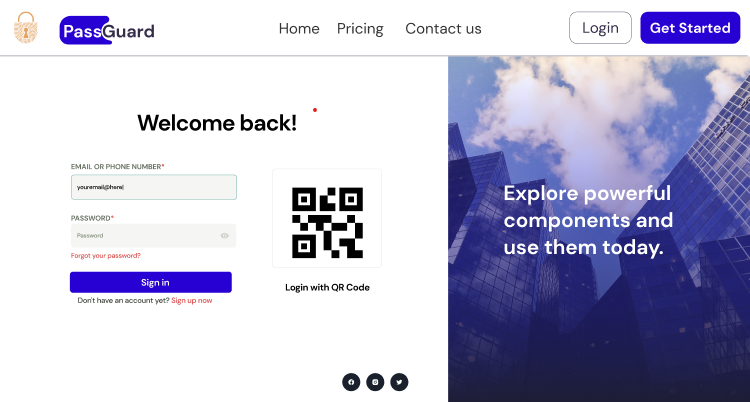 PassGuard
Home Pricing Contact us
Login
Get Started
Welcome back!
EMAIL OR PHONE NUMBER*
youremail@here|
PASSWORD*
Password
Forgot your password?
Sign in
Don't have an account yet? Sign up now
Login with QR Code
Explore powerful
components and
use them today.